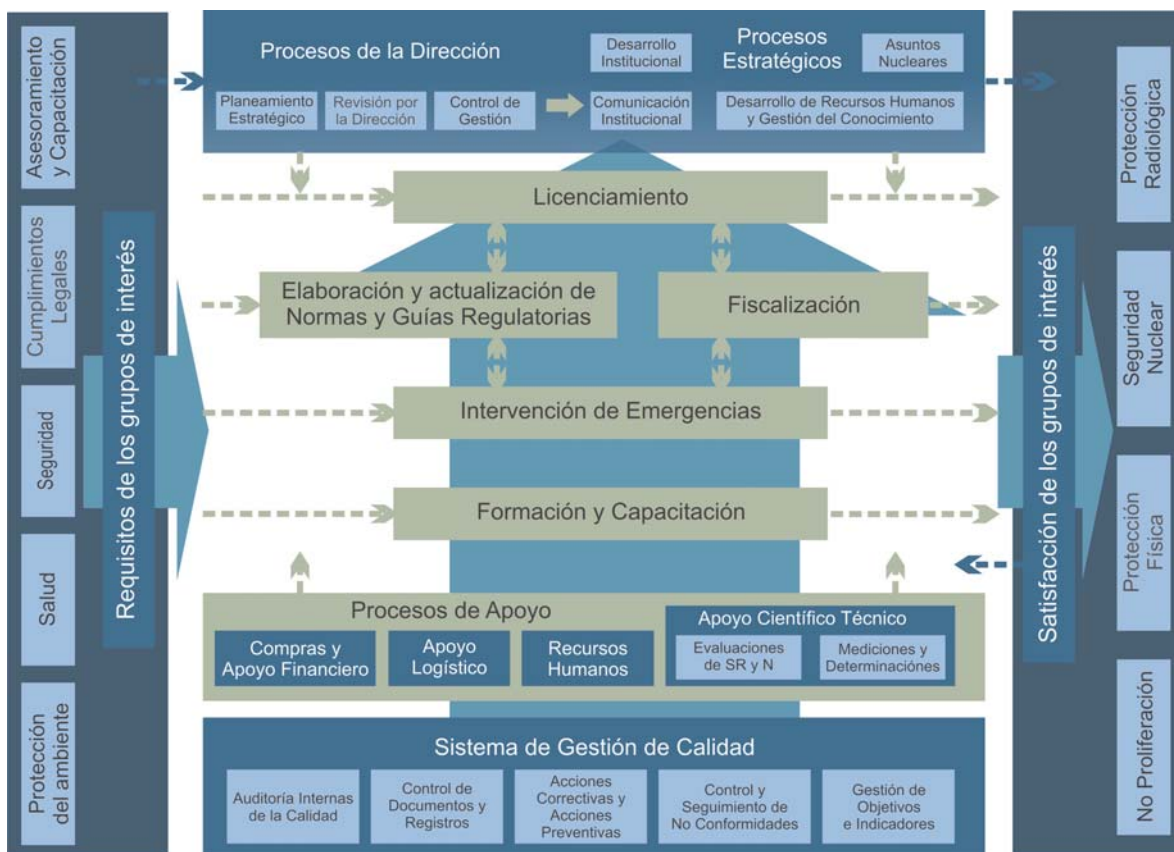 Asesoramiento
y Capacitación
Cumplimientos
Legales
Seguridad
Salud
Protección
del ambiente
Requisitos de los grupos de interés
Procesos de la Dirección
Planeamiento
Estratégico
Revisión por
la Dirección
Control de
Gestión
Desarrollo
Institucional
Comunicación
Institucional
Procesos
Estratégicos
Asuntos
Nucleares
Desarrollo de Recursos Humanos
y Gestión del Conocimiento
Licenciamiento
Elaboración y actualización de
Normas y Guías Regulatorias
Fiscalización
Intervención de Emergencias
Formación y Capacitación
Procesos de Apoyo
Compras y
Apoyo Financiero
Apoyo
Logístico
Recursos
Humanos
Apoyo Científico Técnico
Evaluaciones
de SR y N
Mediciones y
Determinaciónes
Sistema de Gestión de Calidad
Auditoría Internas
de la Calidad
Control de
Documentos y
Registros
Acciones
Correctivas y
Acciones
Preventivas
Control y
Seguimiento de
No Conformidades
Gestión de
Objetivos
e Indicadores
Satisfacción de los grupos de interés
Protección
Radiológica
Seguridad
Nuclear
Protección
Física
No Proliferación